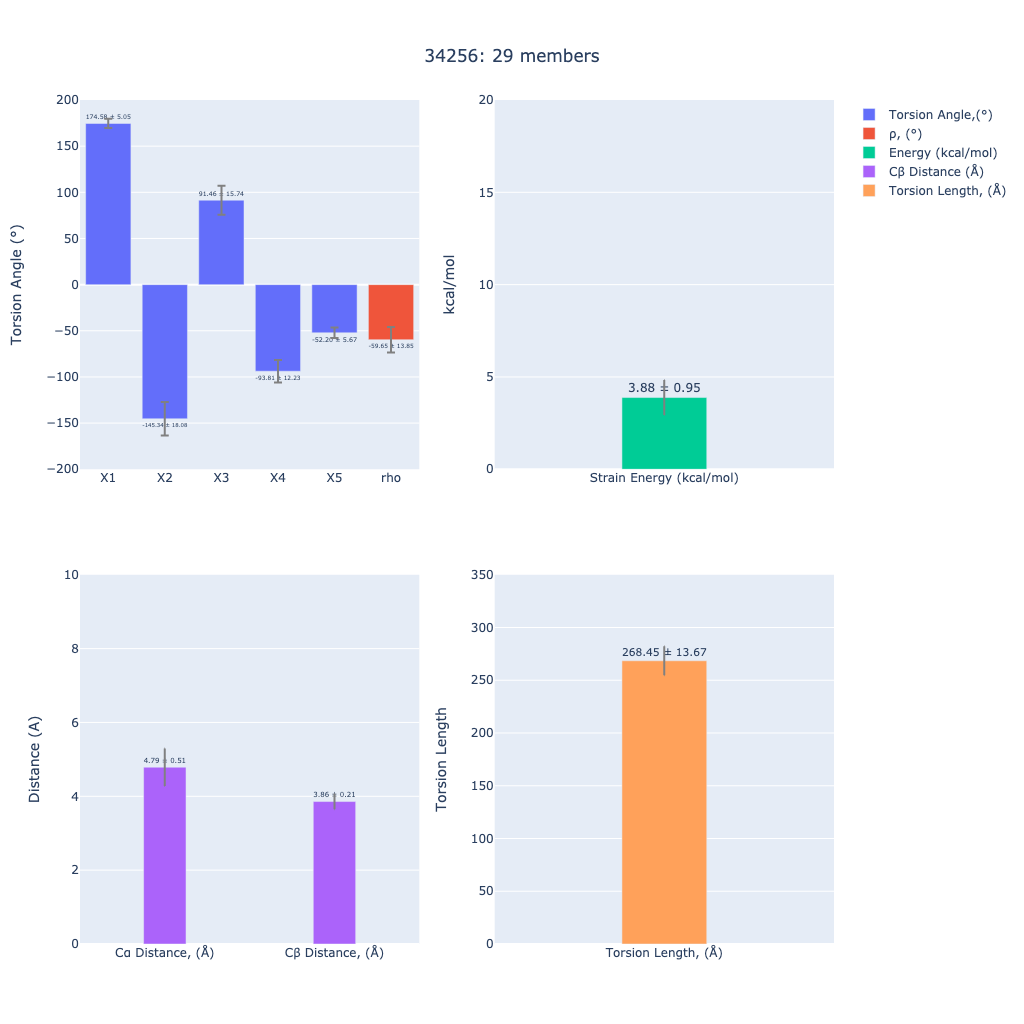 34256: 29 members
Torsion Angle (°)
200
150
100
50
0
−50
−100
−150
−200
174.58 ± 5.05
-145.34 ± 18.08
91.46 ± 15.74
-93.81 ± 12.23
-52.20 ± 5.67
-59.65 ± 13.85
X1 X2 X3 X4 X5 rho
kcal/mol
20
15
10
5
0
3.88 ± 0.95
Strain Energy (kcal/mol)
Torsion Angle,(°)
ρ, (°)
Energy (kcal/mol)
Cβ Distance (Å)
Torsion Length, (Å)
Distance (A)
10
8
6
4
2
0
4.79 ± 0.51
3.86 ± 0.21
Cα Distance, (Å) Cβ Distance, (Å)
Torsion Length
350
300
250
200
150
100
50
0
268.45 ± 13.67
Torsion Length, (Å)